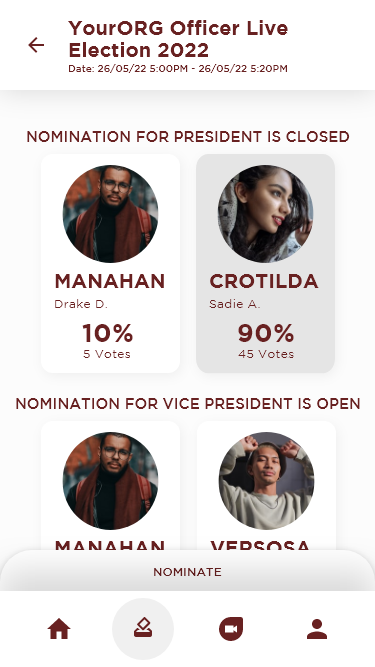 YourORG Officer Live
Election 2022
Date: 26/05/22 5:00PM - 26/05/22 5:20PM
NOMINATION FOR PRESIDENT IS CLOSED
MANAHAN
Drake D.
10%
5 Votes
CROTILDA
Sadie A.
90%
45 Votes
NOMINATION FOR VICE PRESIDENT IS OPEN
MANAHAN
VERSOSA
NOMINATE